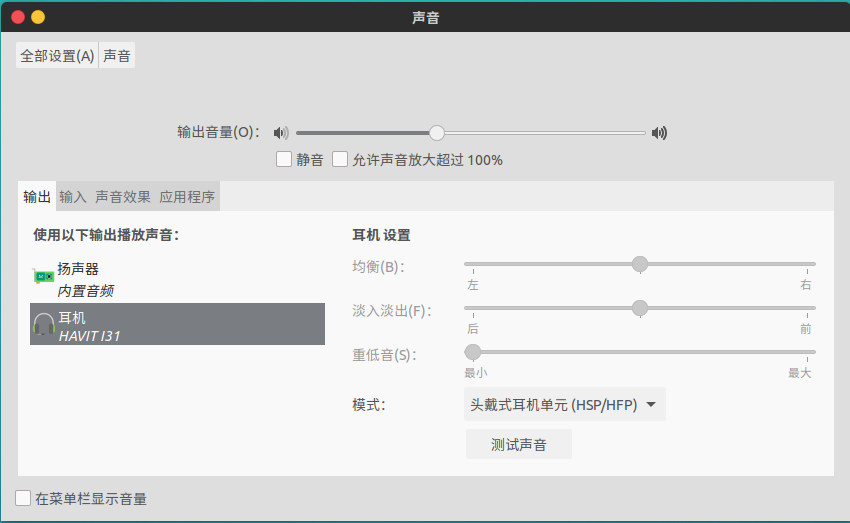 声音
全部设置(A) 声音
输出音量(O)：
静音 允许声音放大超过 100%
输出 输入 声音效果 应用程序
使用以下输出播放声音：
扬声器
内置音频
耳机
HAVIT I31
耳机 设置
均衡(B)：
左 右
淡入淡出(F)：
后 前
重低音(S)：
最小 最大
模式： 头戴式耳机单元 (HSP/HFP)
测试声音
在菜单栏显示音量